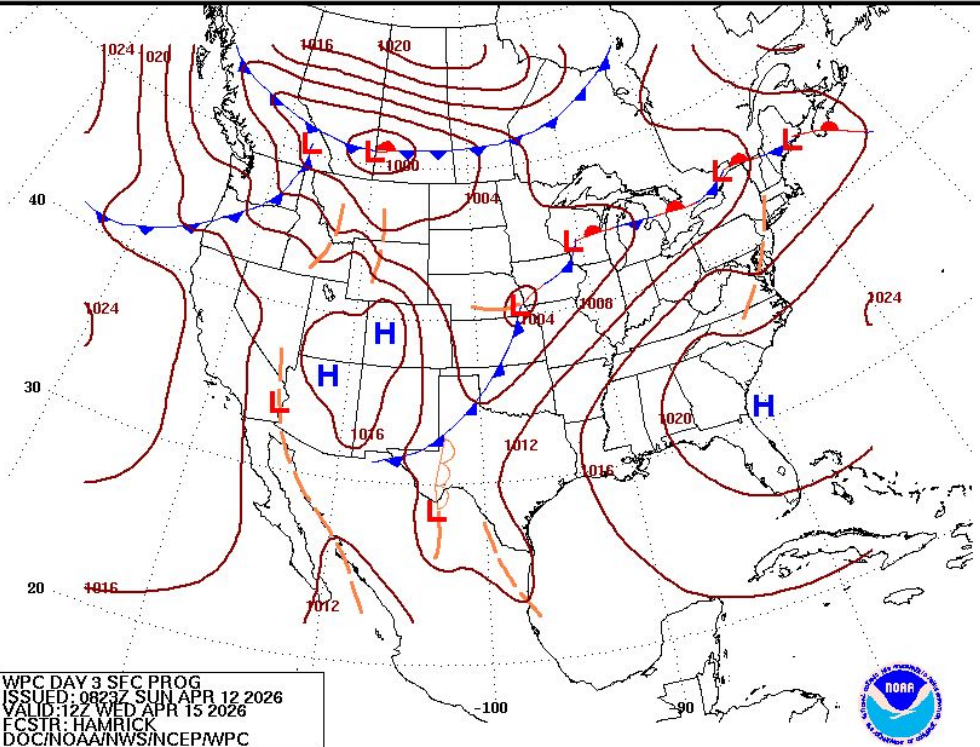 1024
1020
1016
1020
L
L
L
1000
L
40
1004
L
1024
L
1004
1008
1024
H
H
30
L
H
1020
1016
1012
1016
L
20
1016
1012
WPC DAY 3 SFC PROG
ISSUED: 0823Z SUN APR 12 2026
VALID:12Z WED APR 15 2026
FCSTR: HAMRICK
DOC/NOAA/NWS/NCEP/WPC
-100
-90
NOAA